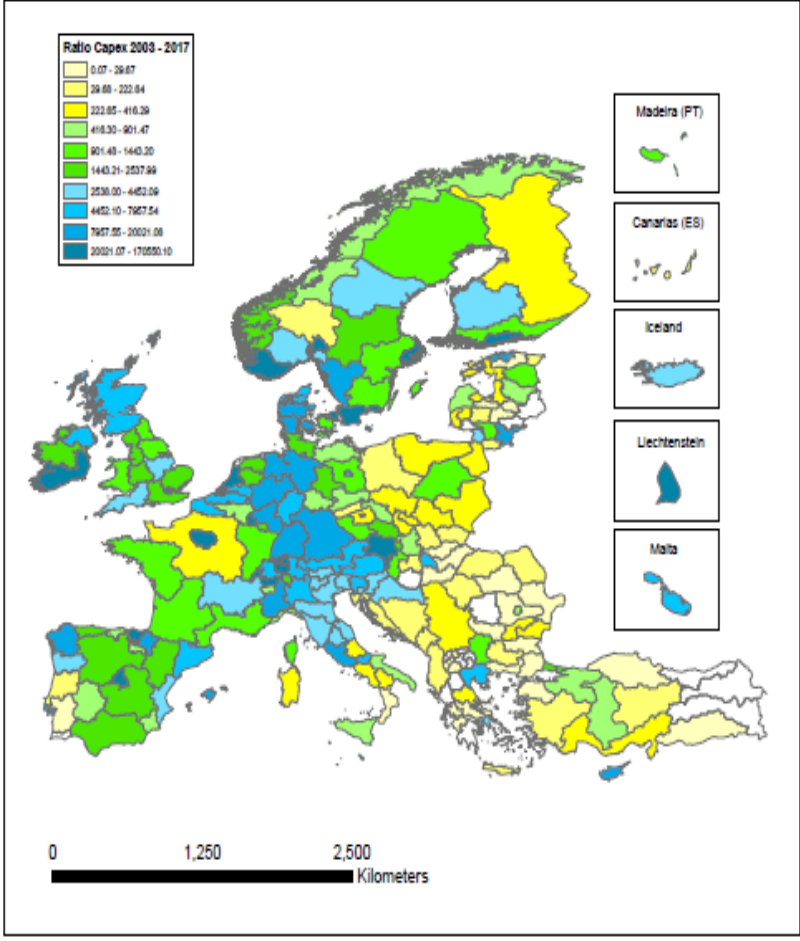 Ratio Capex 2003 - 2017
0.07 - 29.67
29.68 - 222.64
222.65 - 416.29
416.30 - 901.47
901.48 - 1443.20
1443.21 - 2537.99
2538.00 - 4452.09
4452.10 - 7957.54
7957.55 - 20021.06
20021.07 - 170550.10
Madeira (PT)
Canarias (ES)
Iceland
Liechtenstein
Malta
0 1,250 2,500
Kilometers